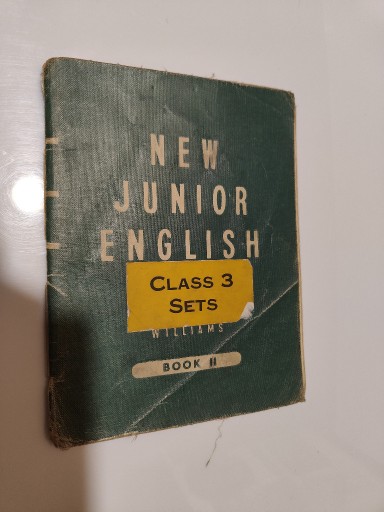 NEW
JUNIOR
ENGLISH
CLASS 3
SETS
WILLIAMS
BOOK II